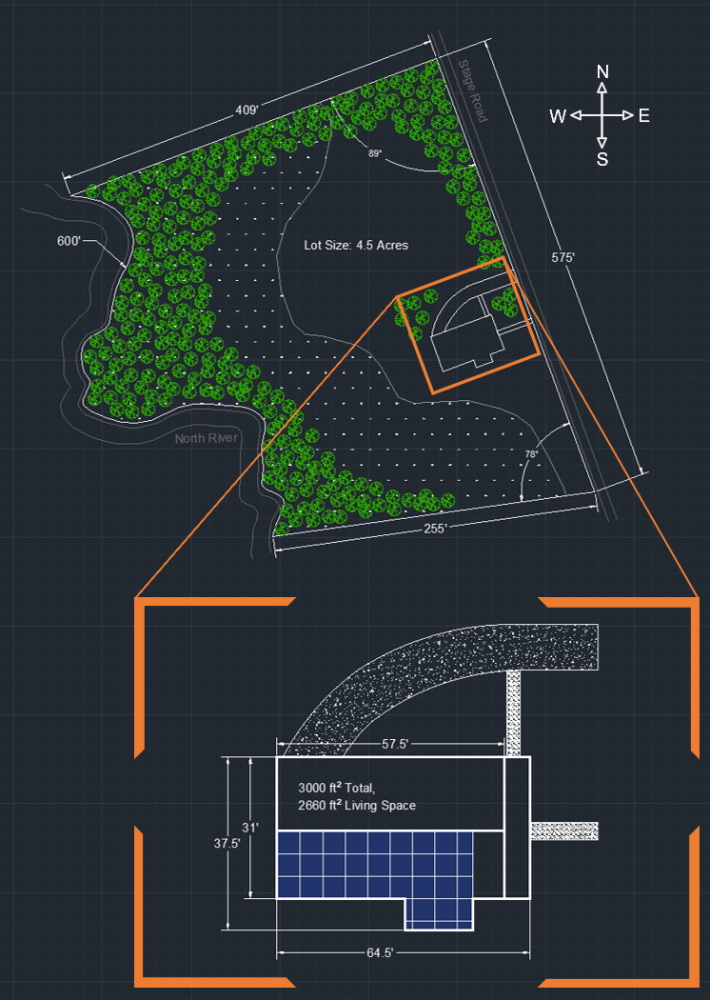 409'
Stage Road
N
W
E
S
89°
600'
Lot Size: 4.5 Acres
575'
North River
78°
255'
57.5'
3000 ft² Total,
2660 ft² Living Space
31'
37.5'
64.5'